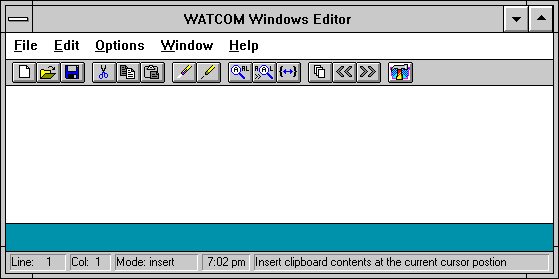 WATCOM Windows Editor
File Edit Options Window Help
Line: 1 Col: 1 Mode: insert 7:02 pm Insert clipboard contents at the current cursor postion